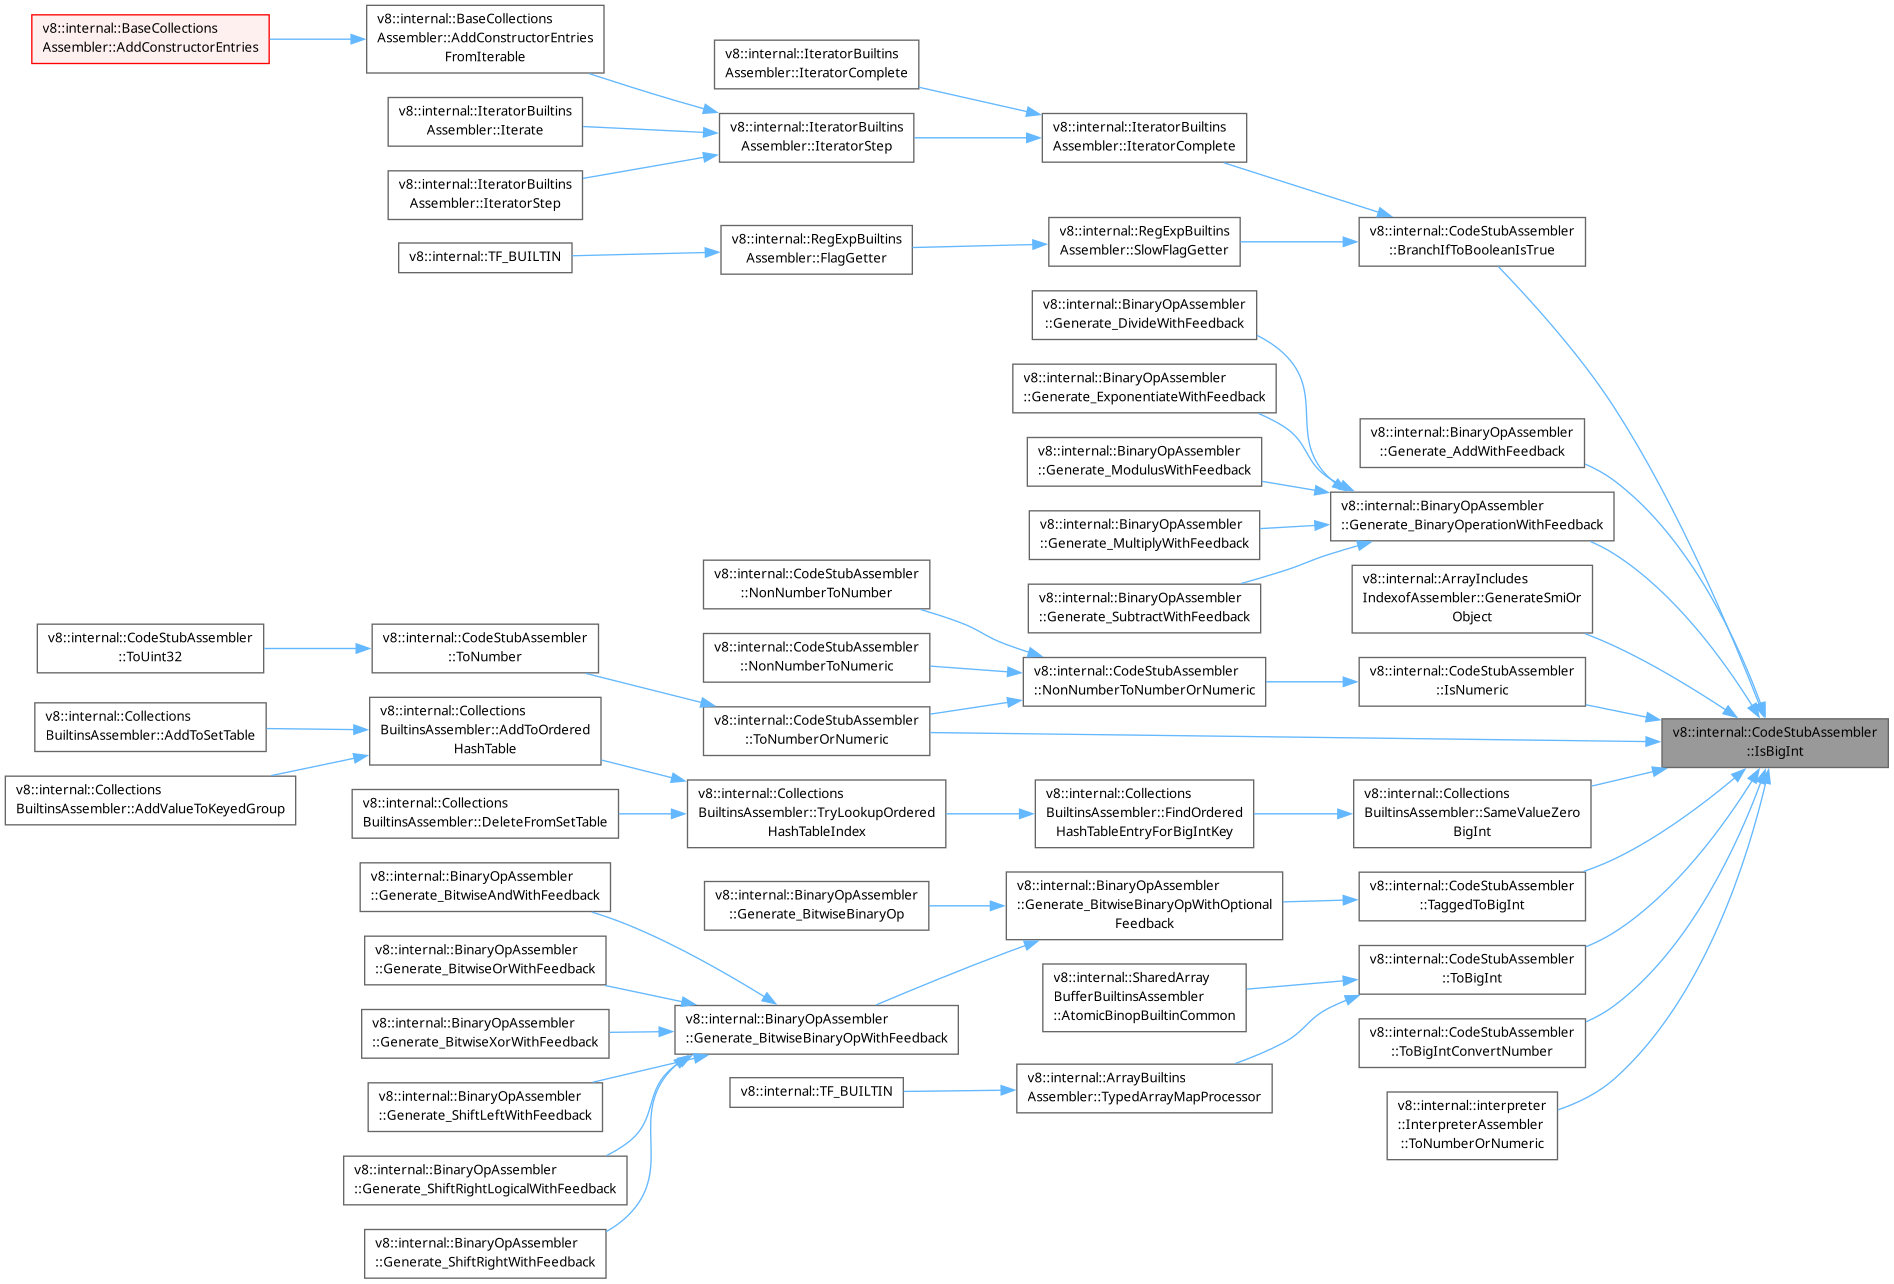 v8::internal::BaseCollections
Assembler::AddConstructorEntries
v8::internal::BaseCollections
Assembler::AddConstructorEntries
FromIterable
v8::internal::IteratorBuiltins
Assembler::Iterate
v8::internal::IteratorBuiltins
Assembler::IteratorStep
v8::internal::TF_BUILTIN
v8::internal::IteratorBuiltins
Assembler::IteratorComplete
v8::internal::IteratorBuiltins
Assembler::IteratorStep
v8::internal::RegExpBuiltins
Assembler::FlagGetter
v8::internal::IteratorBuiltins
Assembler::IteratorComplete
v8::internal::RegExpBuiltins
Assembler::SlowFlagGetter
v8::internal::CodeStubAssembler
::BranchIfToBooleanIsTrue
v8::internal::BinaryOpAssembler
::Generate_DivideWithFeedback
v8::internal::BinaryOpAssembler
::Generate_ExponentiateWithFeedback
v8::internal::BinaryOpAssembler
::Generate_ModulusWithFeedback
v8::internal::BinaryOpAssembler
::Generate_MultiplyWithFeedback
v8::internal::BinaryOpAssembler
::Generate_SubtractWithFeedback
v8::internal::BinaryOpAssembler
::Generate_AddWithFeedback
v8::internal::BinaryOpAssembler
::Generate_BinaryOperationWithFeedback
v8::internal::ArrayIncludes
IndexofAssembler::GenerateSmiOr
Object
v8::internal::CodeStubAssembler
::NonNumberToNumber
v8::internal::CodeStubAssembler
::NonNumberToNumeric
v8::internal::CodeStubAssembler
::ToNumberOrNumeric
v8::internal::CodeStubAssembler
::NonNumberToNumberOrNumeric
v8::internal::CodeStubAssembler
::IsNumeric
v8::internal::CodeStubAssembler
::IsBigInt
v8::internal::CodeStubAssembler
::ToUint32
v8::internal::CodeStubAssembler
::ToNumber
v8::internal::Collections
BuiltinsAssembler::AddToSetTable
v8::internal::Collections
BuiltinsAssembler::AddToOrdered
HashTable
v8::internal::Collections
BuiltinsAssembler::AddValueToKeyedGroup
v8::internal::Collections
BuiltinsAssembler::DeleteFromSetTable
v8::internal::Collections
BuiltinsAssembler::TryLookupOrdered
HashTableIndex
v8::internal::Collections
BuiltinsAssembler::FindOrdered
HashTableEntryForBigIntKey
v8::internal::Collections
BuiltinsAssembler::SameValueZero
BigInt
v8::internal::BinaryOpAssembler
::Generate_BitwiseAndWithFeedback
v8::internal::BinaryOpAssembler
::Generate_BitwiseOrWithFeedback
v8::internal::BinaryOpAssembler
::Generate_BitwiseXorWithFeedback
v8::internal::BinaryOpAssembler
::Generate_ShiftLeftWithFeedback
v8::internal::BinaryOpAssembler
::Generate_ShiftRightLogicalWithFeedback
v8::internal::BinaryOpAssembler
::Generate_ShiftRightWithFeedback
v8::internal::BinaryOpAssembler
::Generate_BitwiseBinaryOp
v8::internal::BinaryOpAssembler
::Generate_BitwiseBinaryOpWithFeedback
v8::internal::TF_BUILTIN
v8::internal::BinaryOpAssembler
::Generate_BitwiseBinaryOpWithOptional
Feedback
v8::internal::SharedArray
BufferBuiltinsAssembler
::AtomicBinopBuiltinCommon
v8::internal::ArrayBuiltins
Assembler::TypedArrayMapProcessor
v8::internal::CodeStubAssembler
::TaggedToBigInt
v8::internal::CodeStubAssembler
::ToBigInt
v8::internal::CodeStubAssembler
::ToBigIntConvertNumber
v8::internal::interpreter
::InterpreterAssembler
::ToNumberOrNumeric